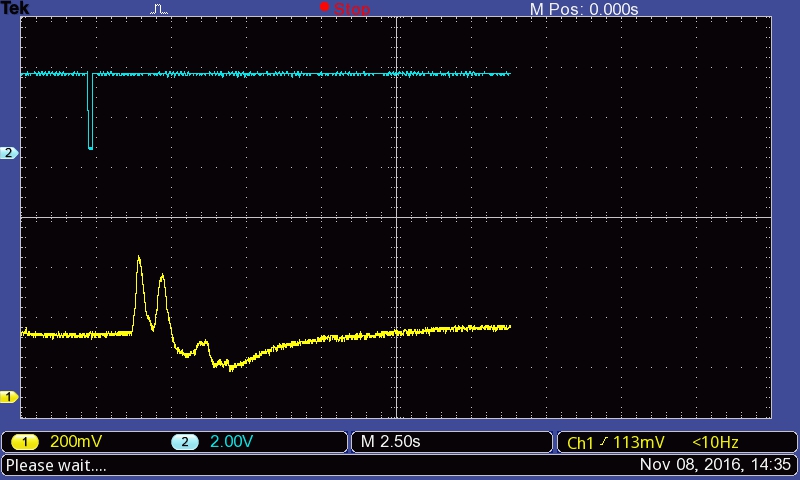 Tek Stop M Pos: 0.000s
2
1
1 200mV 2 2.00V M 2.50s Ch1 113mV <10Hz
Please wait.... Nov 08, 2016, 14:35